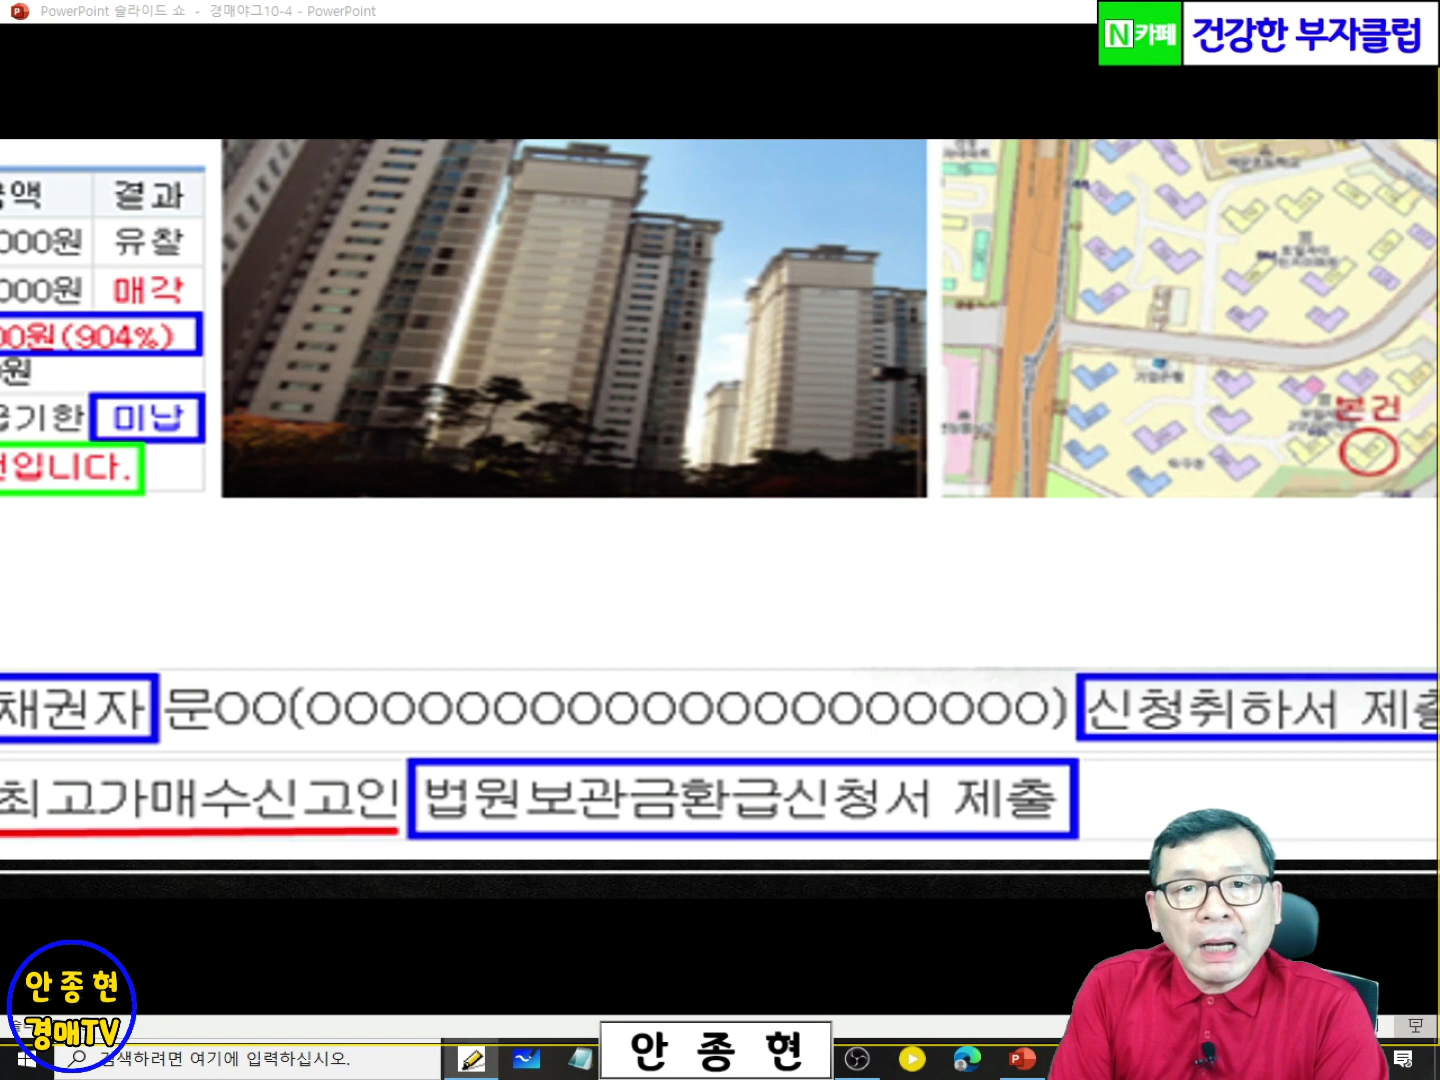 PowerPoint 슬라이드 쇼 - 경매야그10-4 - PowerPoint
N카페 건강한 부자클럽
액 결과
000원 유찰
000원 매각
00원(904%)
원
기한 미납
입니다.
본건
채권자 문○○(○○○○○○○○○○○○○○○○○○○○) 신청취하서 제출
최고가매수신고인 법원보관금환급신청서 제출
안종현
경매TV
검색하려면 여기에 입력하십시오.
안 종 현